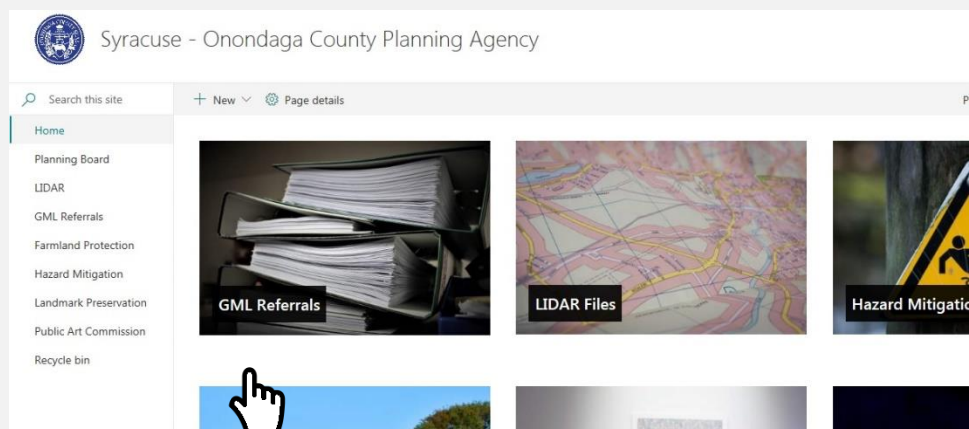 Syracuse - Onondaga County Planning Agency
Search this site
New
Page details
P
Home
Planning Board
LIDAR
GML Referrals
Farmland Protection
Hazard Mitigation
Landmark Preservation
Public Art Commission
Recycle bin
GML Referrals
LIDAR Files
Hazard Mitigatio